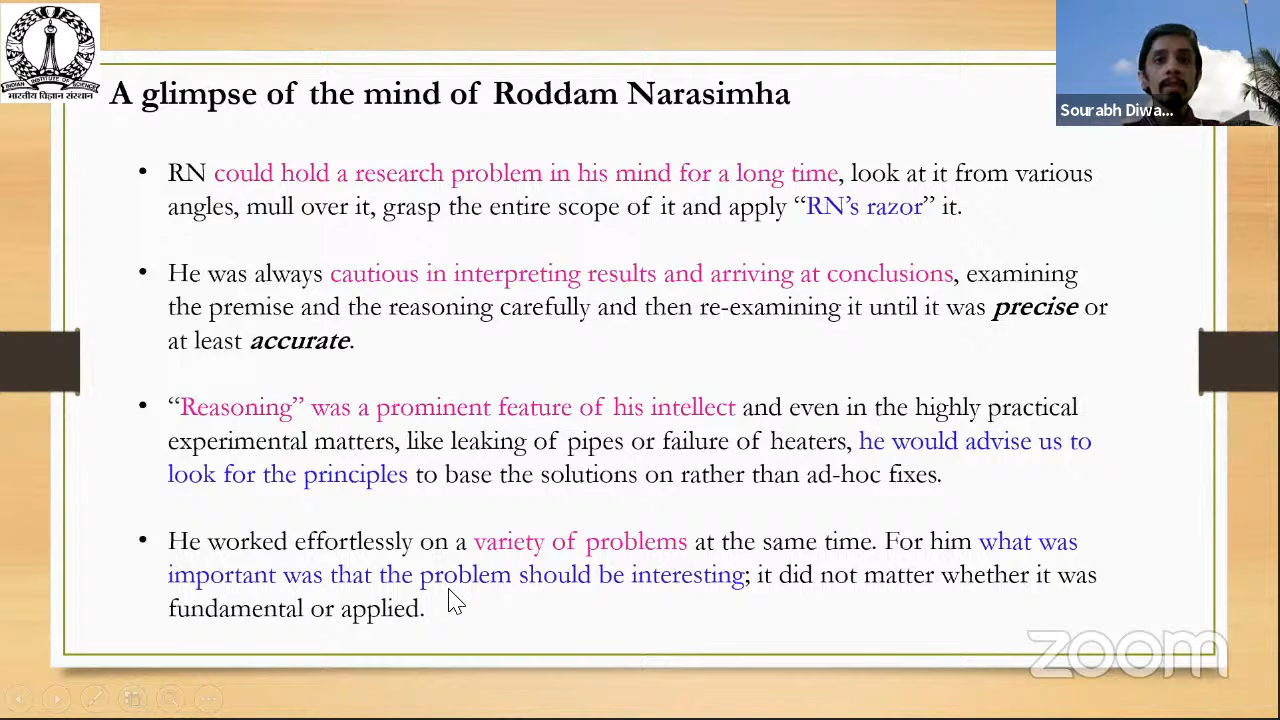 INDIAN INSTITUTE OF SCIENCE
भारतीय विज्ञान संस्थान
A glimpse of the mind of Roddam Narasimha
Sourabh Diwa...
• RN could hold a research problem in his mind for a long time, look at it from various
angles, mull over it, grasp the entire scope of it and apply “RN’s razor” it.
• He was always cautious in interpreting results and arriving at conclusions, examining
the premise and the reasoning carefully and then re-examining it until it was precise or
at least accurate.
• “Reasoning” was a prominent feature of his intellect and even in the highly practical
experimental matters, like leaking of pipes or failure of heaters, he would advise us to
look for the principles to base the solutions on rather than ad-hoc fixes.
• He worked effortlessly on a variety of problems at the same time. For him what was
important was that the problem should be interesting; it did not matter whether it was
fundamental or applied.
zoom